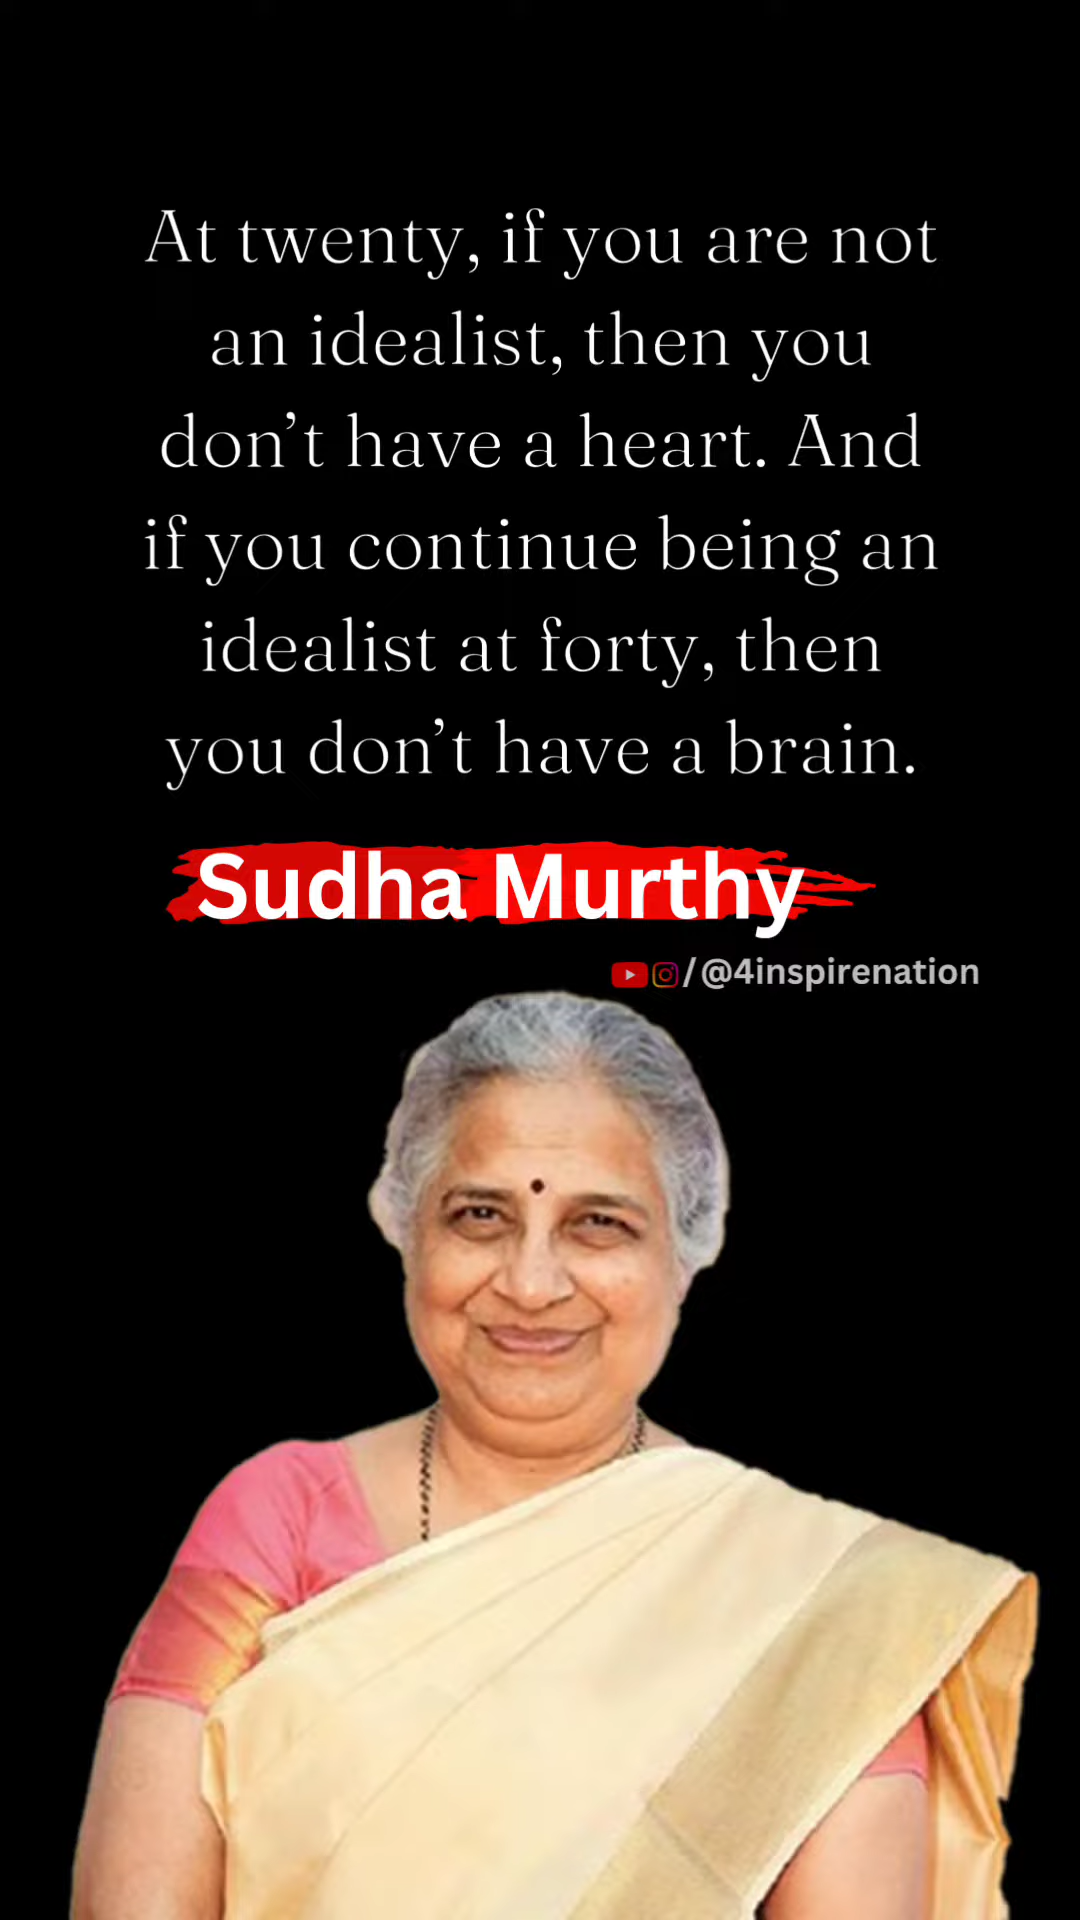 At twenty, if you are not
an idealist, then you
don’t have a heart. And
if you continue being an
idealist at forty, then
you don’t have a brain.
Sudha Murthy
/@4inspirenation